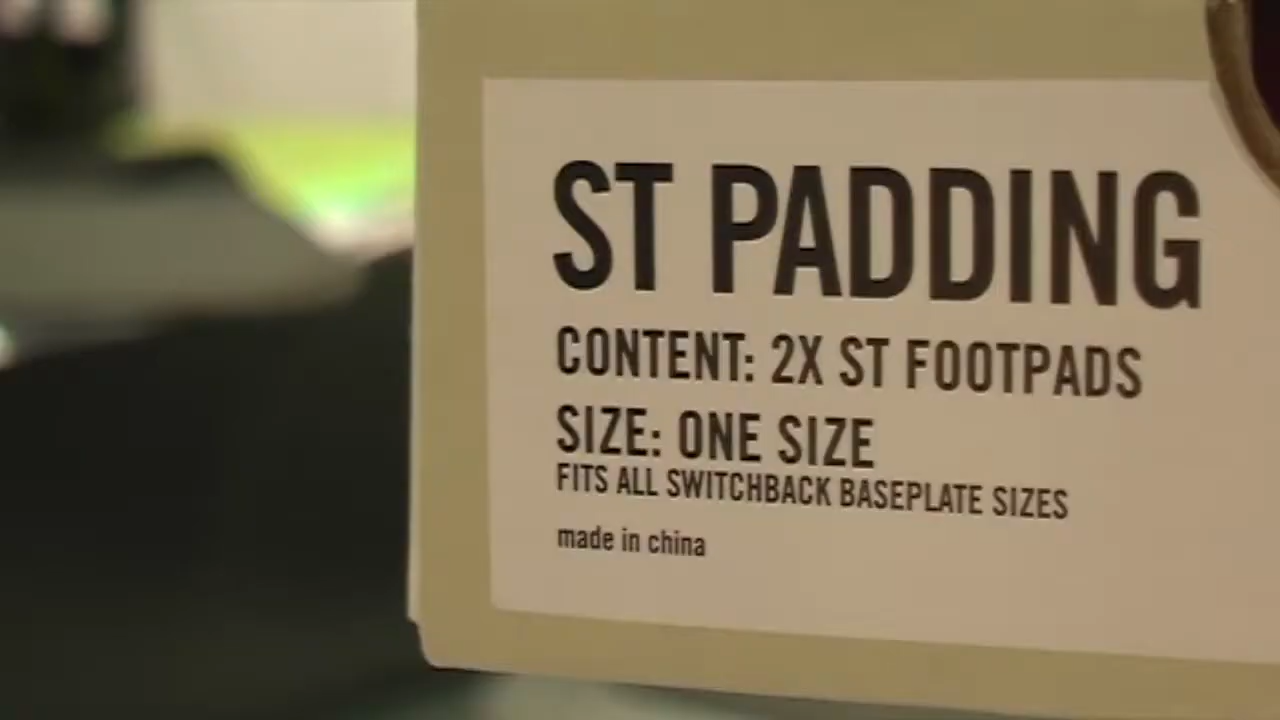 ST PADDING
CONTENT: 2X ST FOOTPADS
SIZE: ONE SIZE
FITS ALL SWITCHBACK BASEPLATE SIZES
made in china